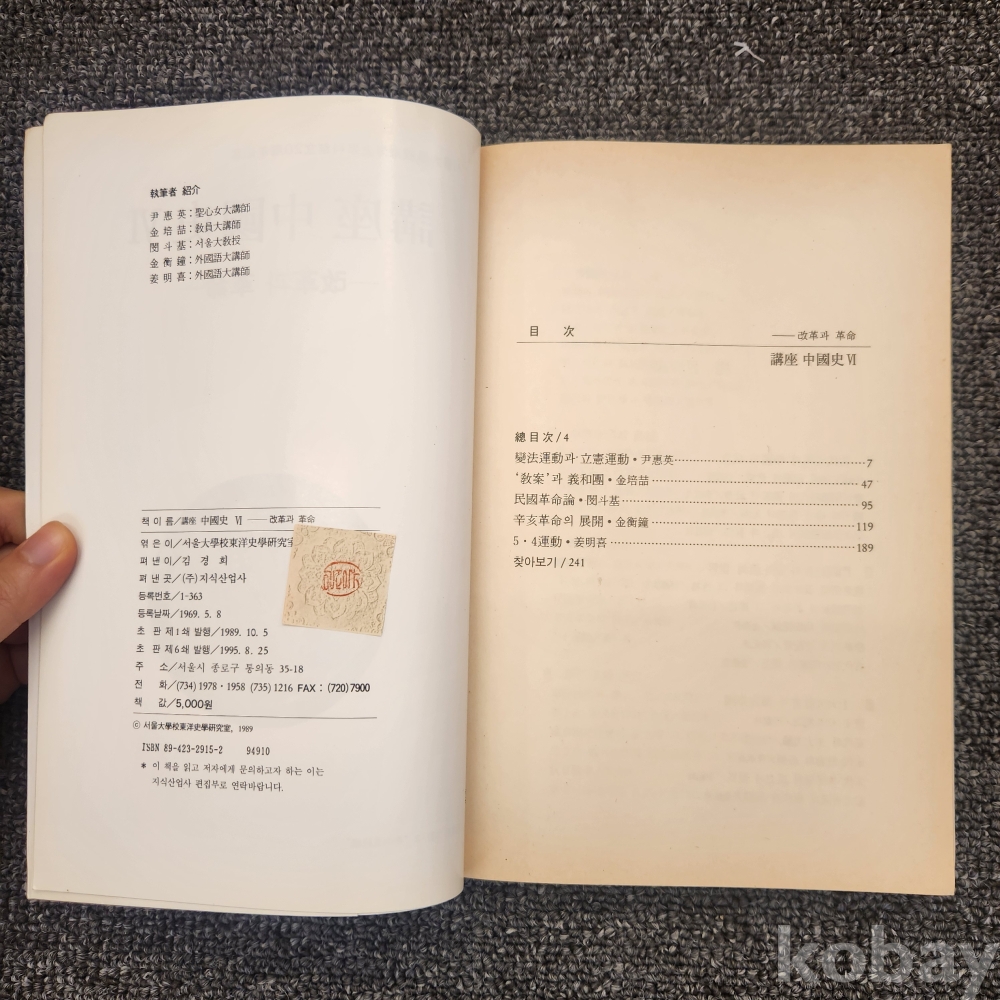 執筆者 紹介
尹惠英 : 聖心女大講師
金培喆 : 敎員大講師
閔斗基 : 서울大敎授
金衡鐘 : 外國語大講師
姜明喜 : 外國語大講師
책 이 름/講座 中國史 Ⅵ ──改革과 革命
엮 은 이/서울大學校東洋史學硏究室
펴 낸 이/김 경 희
펴 낸 곳/(주)지식산업사
등록번호/1-363
등록날짜/1969. 5. 8
초 판 제1쇄 발행/1989. 10. 5
초 판 제6쇄 발행/1995. 8. 25
주 소/서울시 종로구 통의동 35-18
전 화/(734) 1978·1958 (735) 1216 FAX : (720) 7900
책 값/5,000원
ⓒ 서울大學校東洋史學硏究室, 1989
ISBN 89-423-2915-2 94910
* 이 책을 읽고 저자에게 문의하고자 하는 이는
지식산업사 편집부로 연락바랍니다.
目 次
──改革과 革命
講座 中國史 Ⅵ
總目次/4
變法運動과 立憲運動·尹惠英 7
'敎案'과 義和團·金培喆 47
民國革命論·閔斗基 95
辛亥革命의 展開·金衡鐘 119
5·4運動·姜明喜 189
찾아보기/241
kobay